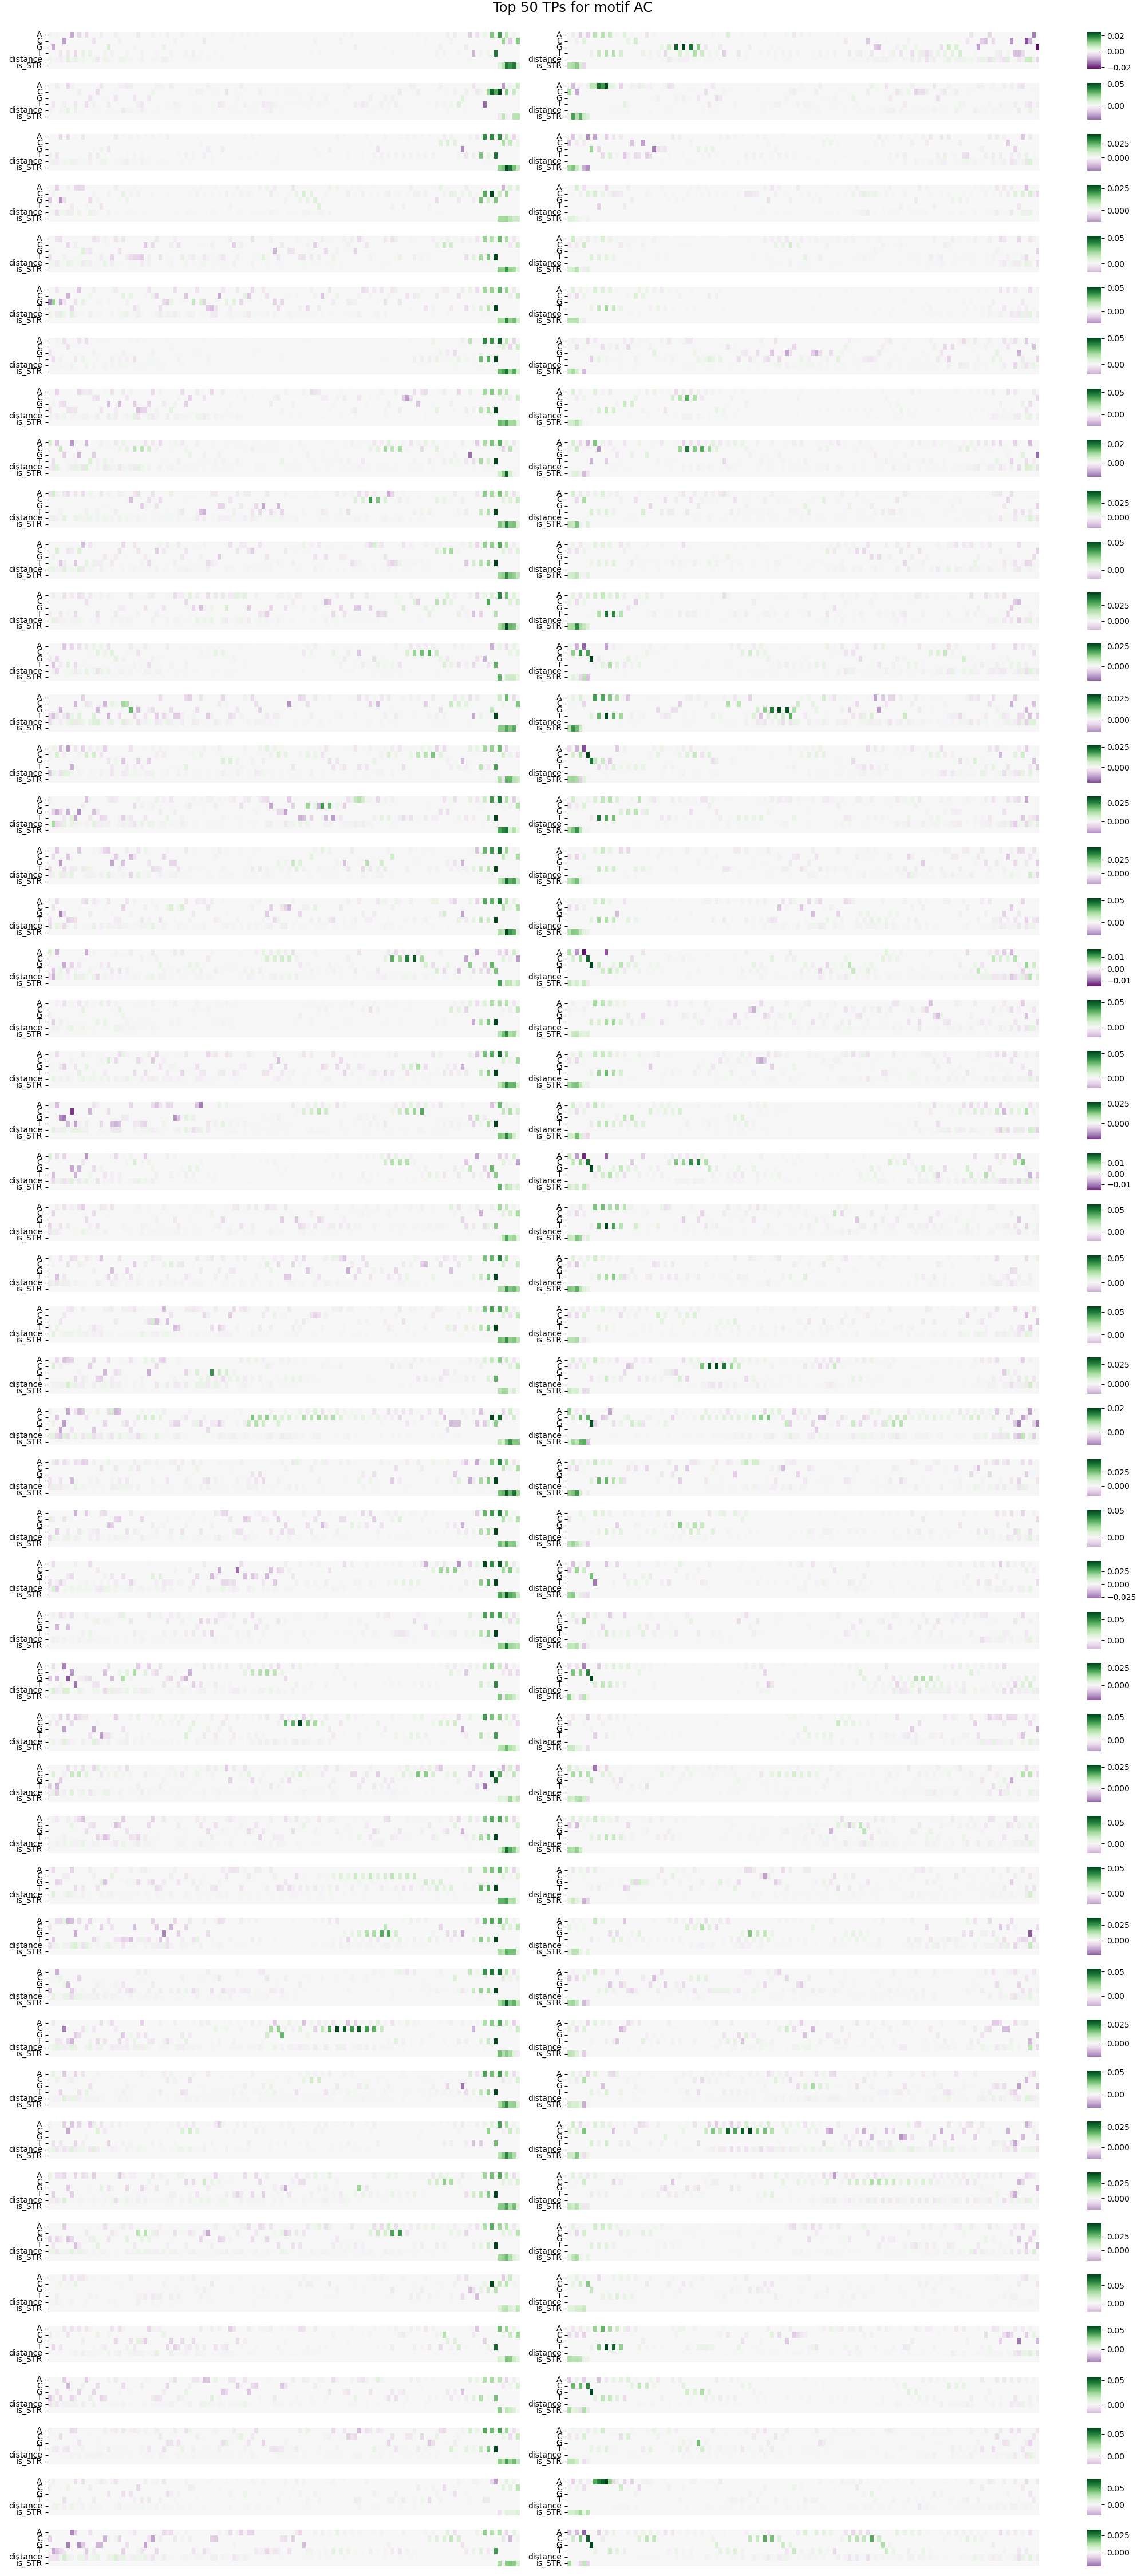 Top 50 TPs for motif AC
A C G T distance is_STR A C G T distance is_STR 0.02 0.00 −0.02
A C G T distance is_STR A C G T distance is_STR 0.05 0.00
A C G T distance is_STR A C G T distance is_STR 0.025 0.000
A C G T distance is_STR A C G T distance is_STR 0.025 0.000
A C G T distance is_STR A C G T distance is_STR 0.05 0.00
A C G T distance is_STR A C G T distance is_STR 0.05 0.00
A C G T distance is_STR A C G T distance is_STR 0.05 0.00
A C G T distance is_STR A C G T distance is_STR 0.05 0.00
A C G T distance is_STR A C G T distance is_STR 0.02 0.00
A C G T distance is_STR A C G T distance is_STR 0.025 0.000
A C G T distance is_STR A C G T distance is_STR 0.05 0.00
A C G T distance is_STR A C G T distance is_STR 0.025 0.000
A C G T distance is_STR A C G T distance is_STR 0.025 0.000
A C G T distance is_STR A C G T distance is_STR 0.025 0.000
A C G T distance is_STR A C G T distance is_STR 0.025 0.000
A C G T distance is_STR A C G T distance is_STR 0.025 0.000
A C G T distance is_STR A C G T distance is_STR 0.025 0.000
A C G T distance is_STR A C G T distance is_STR 0.05 0.00
A C G T distance is_STR A C G T distance is_STR 0.01 0.00 −0.01
A C G T distance is_STR A C G T distance is_STR 0.05 0.00
A C G T distance is_STR A C G T distance is_STR 0.05 0.00
A C G T distance is_STR A C G T distance is_STR 0.025 0.000
A C G T distance is_STR A C G T distance is_STR 0.01 0.00 −0.01
A C G T distance is_STR A C G T distance is_STR 0.05 0.00
A C G T distance is_STR A C G T distance is_STR 0.05 0.00
A C G T distance is_STR A C G T distance is_STR 0.05 0.00
A C G T distance is_STR A C G T distance is_STR 0.025 0.000
A C G T distance is_STR A C G T distance is_STR 0.02 0.00
A C G T distance is_STR A C G T distance is_STR 0.025 0.000
A C G T distance is_STR A C G T distance is_STR 0.05 0.00
A C G T distance is_STR A C G T distance is_STR 0.025 0.000 −0.025
A C G T distance is_STR A C G T distance is_STR 0.05 0.00
A C G T distance is_STR A C G T distance is_STR 0.025 0.000
A C G T distance is_STR A C G T distance is_STR 0.05 0.00
A C G T distance is_STR A C G T distance is_STR 0.025 0.000
A C G T distance is_STR A C G T distance is_STR 0.05 0.00
A C G T distance is_STR A C G T distance is_STR 0.05 0.00
A C G T distance is_STR A C G T distance is_STR 0.025 0.000
A C G T distance is_STR A C G T distance is_STR 0.05 0.00
A C G T distance is_STR A C G T distance is_STR 0.025 0.000
A C G T distance is_STR A C G T distance is_STR 0.05 0.00
A C G T distance is_STR A C G T distance is_STR 0.025 0.000
A C G T distance is_STR A C G T distance is_STR 0.025 0.000
A C G T distance is_STR A C G T distance is_STR 0.025 0.000
A C G T distance is_STR A C G T distance is_STR 0.05 0.00
A C G T distance is_STR A C G T distance is_STR 0.05 0.00
A C G T distance is_STR A C G T distance is_STR 0.05 0.00
A C G T distance is_STR A C G T distance is_STR 0.05 0.00
A C G T distance is_STR A C G T distance is_STR 0.05 0.00
A C G T distance is_STR A C G T distance is_STR 0.025 0.000